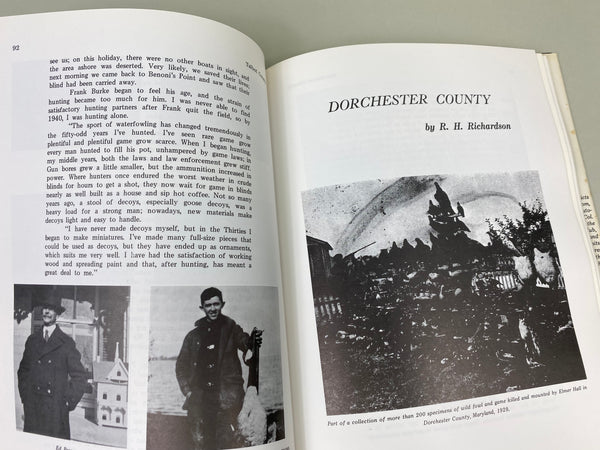 92
Talbot
see us; on this holiday, there were no other boats in sight, and
the area ashore was deserted. Very likely, we saved their lives;
next morning we came back to Benoni's Point and saw that their
blind had been carried away.
Frank Burke began to feel his age, and the strain of
hunting became too much for him. I was never able to find
satisfactory hunting partners after Frank quit the field, so by
1940, I was hunting alone.
"The sport of waterfowling has changed tremendously in
the fifty-odd years I've hunted. I've seen rare game grow
plentiful and plentiful game grow scarce. When I began hunting,
every man hunted to fill his pot, unhampered by game laws; in
my middle years, both the laws and law enforcement grew stiff.
Gun bores grew a little smaller, but the ammunition increased in
power. Where hunters once endured the worst weather in crude
blinds for hours to get a shot, they now wait for game in blinds
nearly as well built as a house and sip hot coffee. Not so many
years ago, a stool of decoys, especially goose decoys, was a
heavy load for a strong man; nowadays, new materials make
decoys light and easy to handle.
"I have never made decoys myself, but in the Thirties I
began to make miniatures. I've made many full-size pieces that
could be used as decoys, but they have ended up as ornaments,
which suits me very well. I have had the satisfaction of working
wood and spreading paint and that, after hunting, has meant a
great deal to me."
Ed
DORCHESTER COUNTY
by R. H. Richardson
Part of a collection of more than 200 specimens of wild fowl and game killed and mounted by Elmer Hall in
Dorchester County, Maryland, 1929.